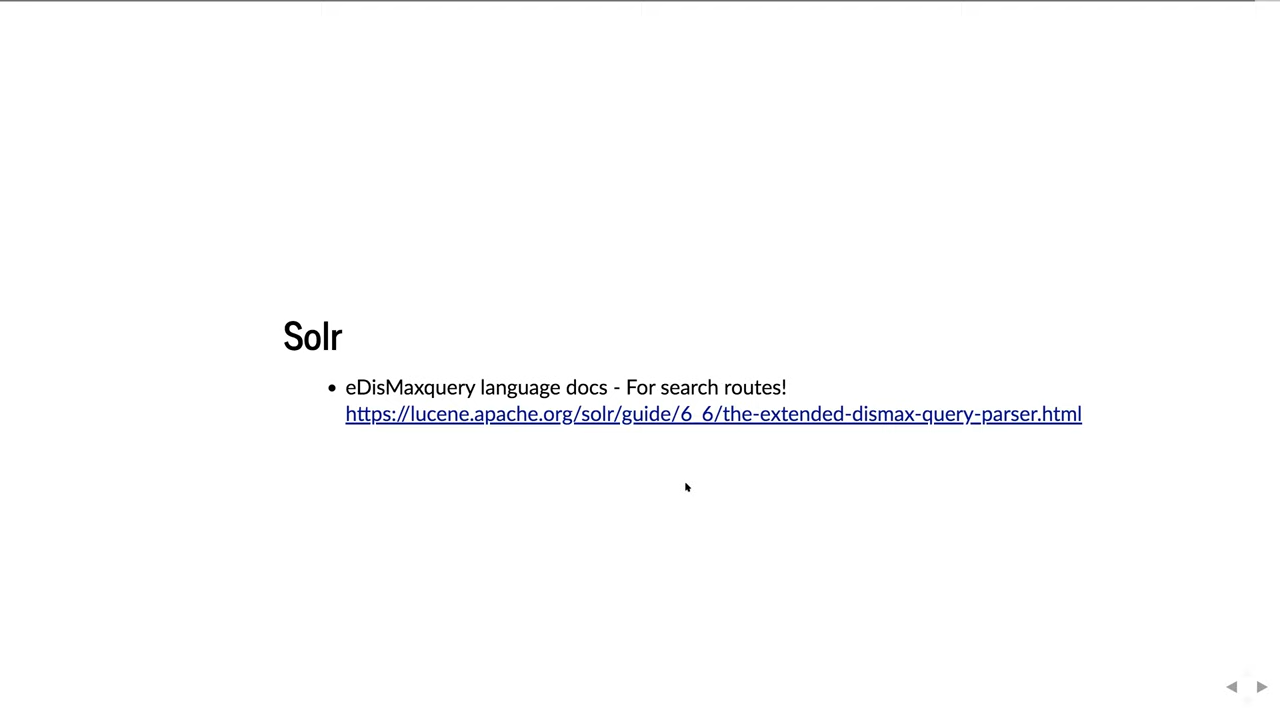 Solr
• eDisMaxquery language docs - For search routes!
https://lucene.apache.org/solr/guide/6_6/the-extended-dismax-query-parser.html